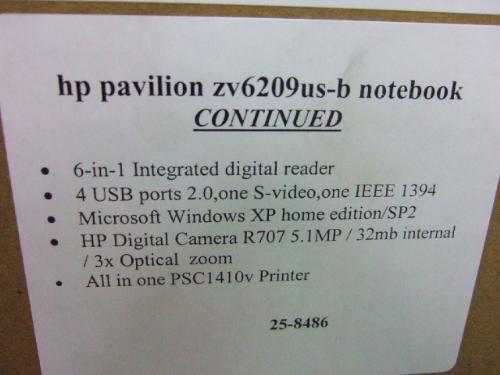 hp pavilion zv6209us-b notebook
CONTINUED
• 6-in-1 Integrated digital reader
• 4 USB ports 2.0,one S-video,one IEEE 1394
• Microsoft Windows XP home edition/SP2
• HP Digital Camera R707 5.1MP / 32mb internal
/ 3x Optical zoom
• All in one PSC1410v Printer
25-8486